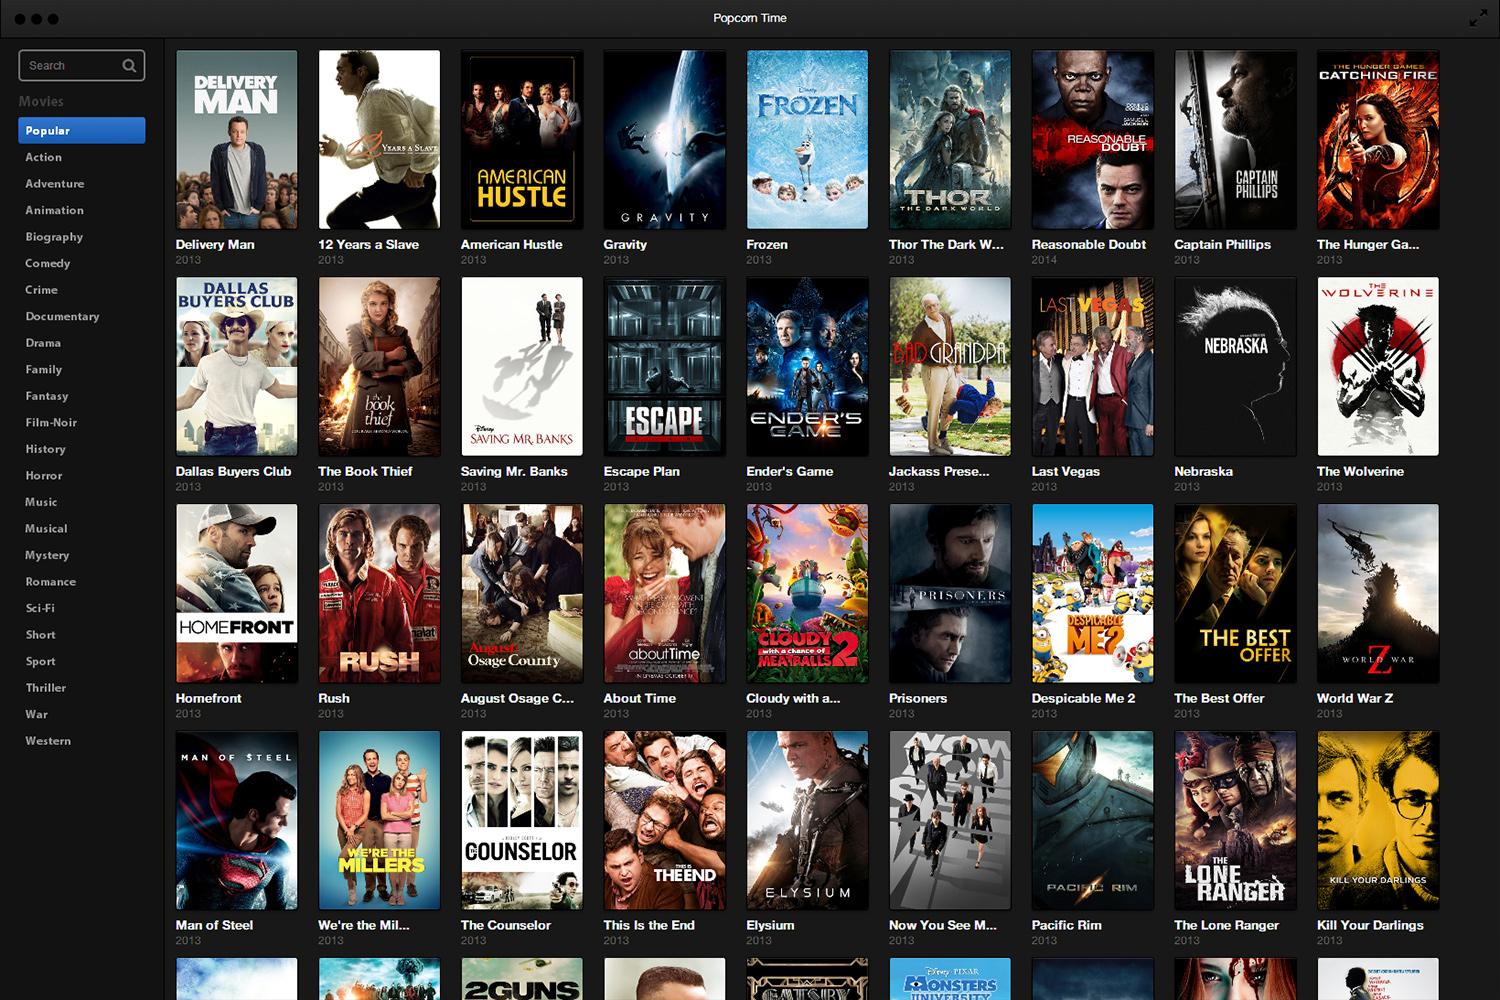 Popcorn Time
Search
Movies
Popular
Action
Adventure
Animation
Biography
Comedy
Crime
Documentary
Drama
Family
Fantasy
Film-Noir
History
Horror
Music
Musical
Mystery
Romance
Sci-Fi
Short
Sport
Thriller
War
Western
DELIVERY
MAN
YEARS A SLAVE
AMERICAN
HUSTLE
GRAVITY
Disney
FROZEN
THOR
THE DARK WORLD
SAMUEL L
JACKSON
REASONABLE
DOUBT
CAPTAIN
PHILLIPS
THE HUNGER GAMES
CATCHING FIRE
Delivery Man
2013
12 Years a Slave
2013
American Hustle
2013
Gravity
2013
Frozen
2013
Thor The Dark W...
2013
Reasonable Doubt
2014
Captain Phillips
2013
The Hunger Ga...
2013
DALLAS
BUYERS CLUB
the
book
thief
Disney
SAVING MR. BANKS
ESCAPE
PLAN
ENDER'S
GAME
BAD GRANDPA
LAST VEGAS
NEBRASKA
THE
WOLVERINE
Dallas Buyers Club
2013
The Book Thief
2013
Saving Mr. Banks
2013
Escape Plan
2013
Ender's Game
2013
Jackass Prese...
2013
Last Vegas
2013
Nebraska
2013
The Wolverine
2013
HOMEFRONT
RUSH
August:
Osage County
about Time
CLOUDY
with a chance of
MEATBALLS 2
PRISONERS
DESPICABLE
ME2
THE BEST
OFFER
WORLD WAR
Z
Homefront
2013
Rush
2013
August Osage C...
2013
About Time
2013
Cloudy with a...
2013
Prisoners
2013
Despicable Me 2
2013
The Best Offer
2013
World War Z
2013
MAN OF STEEL
WE'RE THE
MILLERS
THE COUNSELOR
THIS IS
THE END
ELYSIUM
NOW
YOU
SEE
ME
PACIFIC RIM
THE
LONE
RANGER
KILL YOUR DARLINGS
Man of Steel
2013
We're the Mil...
2013
The Counselor
2013
This Is the End
2013
Elysium
2013
Now You See M...
2013
Pacific Rim
2013
The Lone Ranger
2013
Kill Your Darlings
2013
2GUNS
GATSBY
Disney PIXAR
MONSTERS
UNIVERSITY